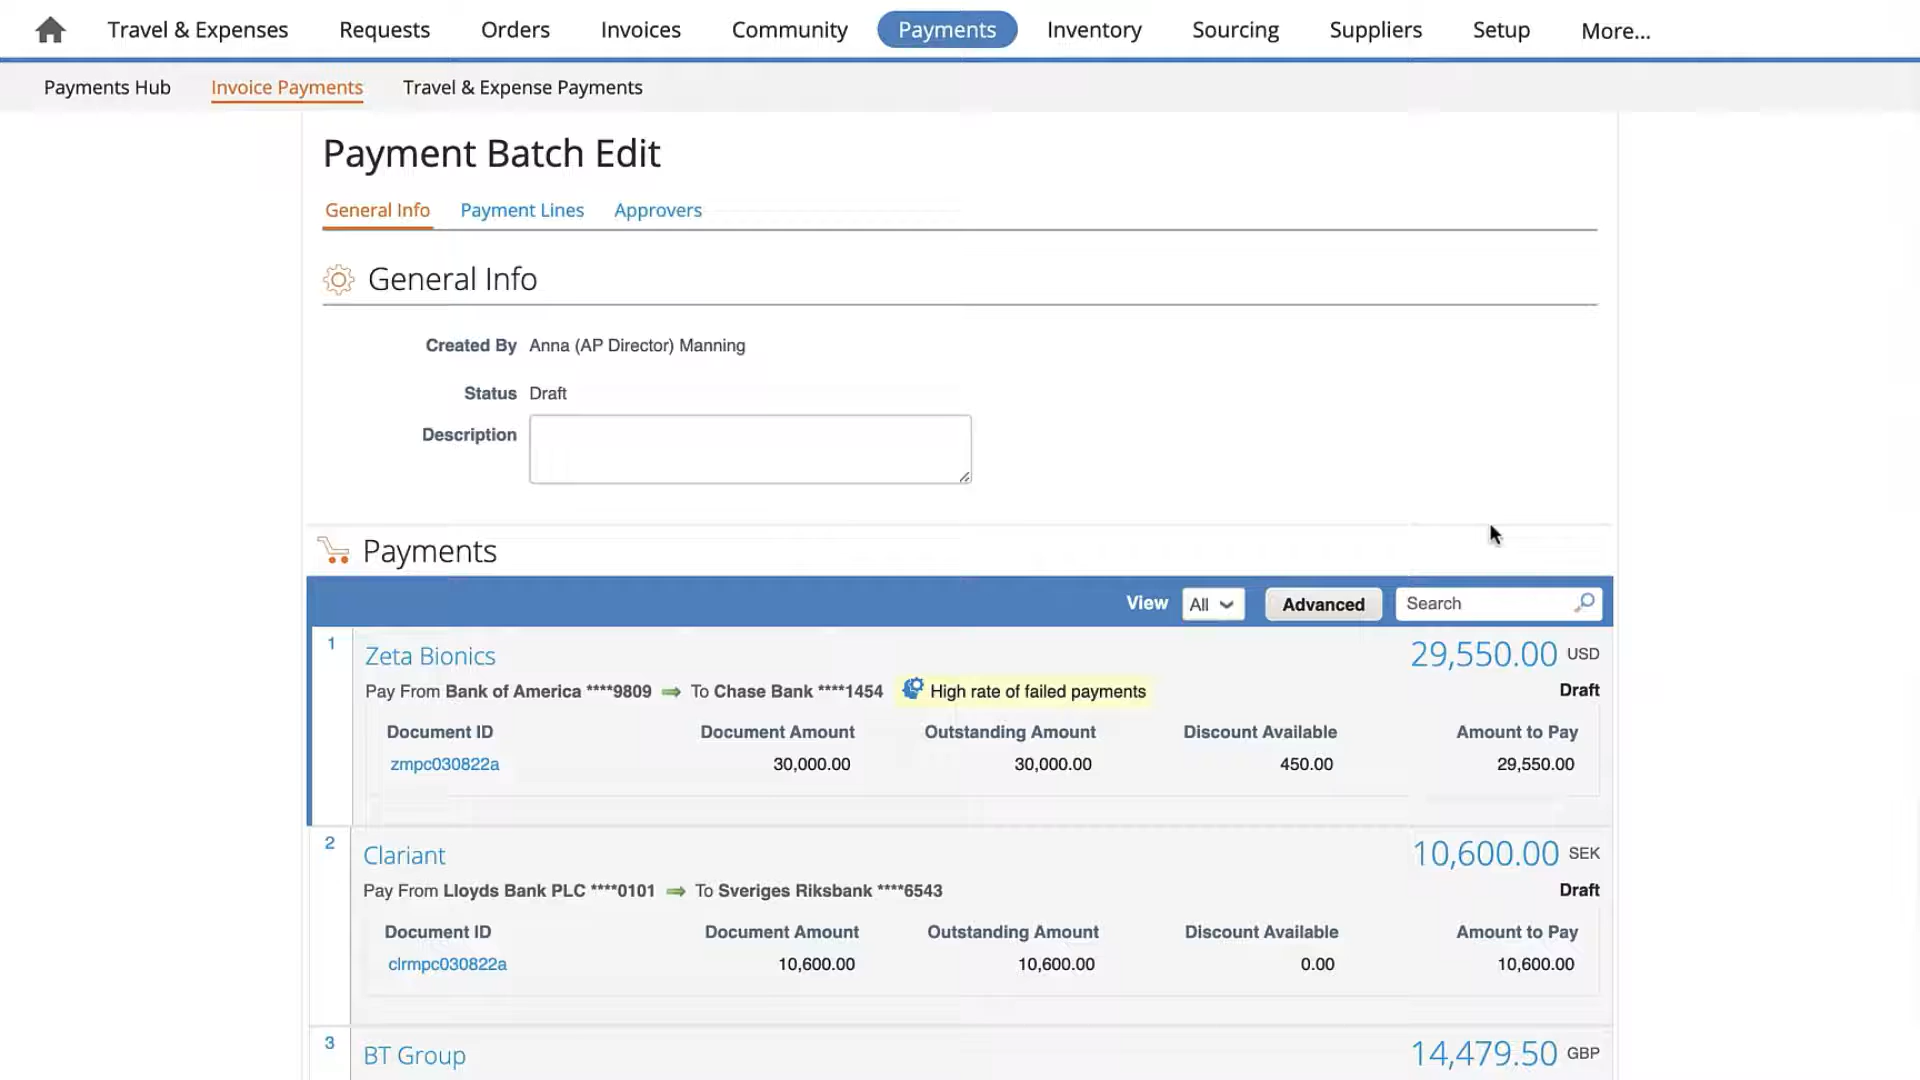 Travel & Expenses Requests Orders Invoices Community Payments Inventory Sourcing Suppliers Setup More...
Payments Hub Invoice Payments Travel & Expense Payments
Payment Batch Edit
General Info Payment Lines Approvers
General Info
Created By Anna (AP Director) Manning
Status Draft
Description
Payments
View All Advanced Search
1 Zeta Bionics 29,550.00 USD
Pay From Bank of America ****9809 To Chase Bank ****1454 High rate of failed payments Draft
Document ID Document Amount Outstanding Amount Discount Available Amount to Pay
zmpc030822a 30,000.00 30,000.00 450.00 29,550.00
2 Clariant 10,600.00 SEK
Pay From Lloyds Bank PLC ****0101 To Sveriges Riksbank ****6543 Draft
Document ID Document Amount Outstanding Amount Discount Available Amount to Pay
clrmpc030822a 10,600.00 10,600.00 0.00 10,600.00
3 BT Group 14,479.50 GBP